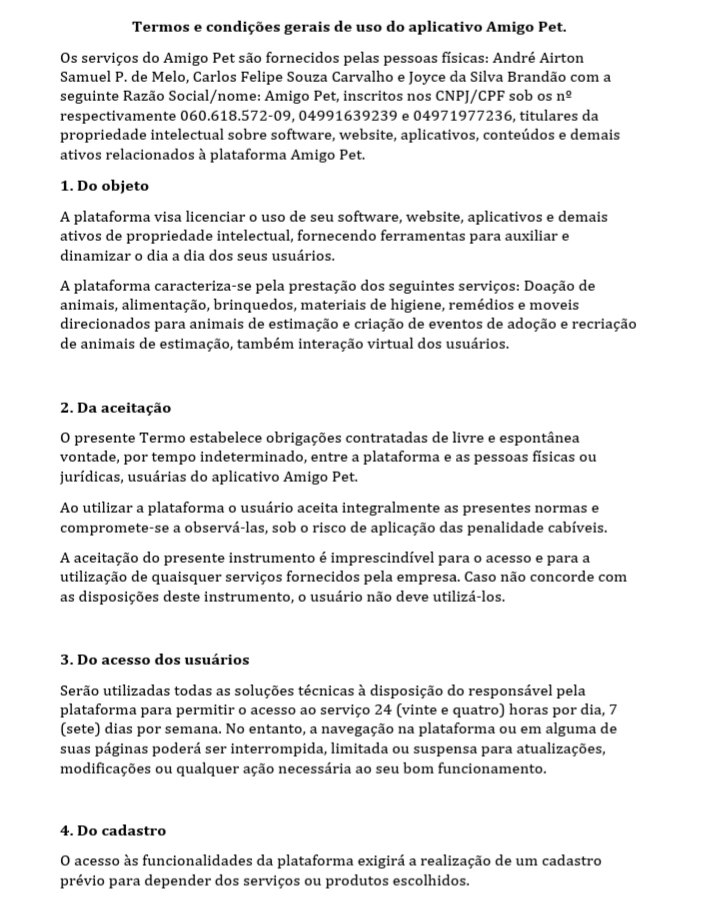 Termos e condições gerais de uso do aplicativo Amigo Pet.
Os serviços do Amigo Pet são fornecidos pelas pessoas físicas: André Airton
Samuel P. de Melo, Carlos Felipe Souza Carvalho e Joyce da Silva Brandão com a
seguinte Razão Social/nome: Amigo Pet, inscritos nos CNPJ/CPF sob os nº
respectivamente 060.618.572-09, 04991639239 e 04971977236, titulares da
propriedade intelectual sobre software, website, aplicativos, conteúdos e demais
ativos relacionados à plataforma Amigo Pet.
1. Do objeto
A plataforma visa licenciar o uso de seu software, website, aplicativos e demais
ativos de propriedade intelectual, fornecendo ferramentas para auxiliar e
dinamizar o dia a dia dos seus usuários.
A plataforma caracteriza-se pela prestação dos seguintes serviços: Doação de
animais, alimentação, brinquedos, materiais de higiene, remédios e moveis
direcionados para animais de estimação e criação de eventos de adoção e recriação
de animais de estimação, também interação virtual dos usuários.
2. Da aceitação
O presente Termo estabelece obrigações contratadas de livre e espontânea
vontade, por tempo indeterminado, entre a plataforma e as pessoas físicas ou
jurídicas, usuárias do aplicativo Amigo Pet.
Ao utilizar a plataforma o usuário aceita integralmente as presentes normas e
compromete-se a observá-las, sob o risco de aplicação das penalidade cabíveis.
A aceitação do presente instrumento é imprescindível para o acesso e para a
utilização de quaisquer serviços fornecidos pela empresa. Caso não concorde com
as disposições deste instrumento, o usuário não deve utilizá-los.
3. Do acesso dos usuários
Serão utilizadas todas as soluções técnicas à disposição do responsável pela
plataforma para permitir o acesso ao serviço 24 (vinte e quatro) horas por dia, 7
(sete) dias por semana. No entanto, a navegação na plataforma ou em alguma de
suas páginas poderá ser interrompida, limitada ou suspensa para atualizações,
modificações ou qualquer ação necessária ao seu bom funcionamento.
4. Do cadastro
O acesso às funcionalidades da plataforma exigirá a realização de um cadastro
prévio para depender dos serviços ou produtos escolhidos.